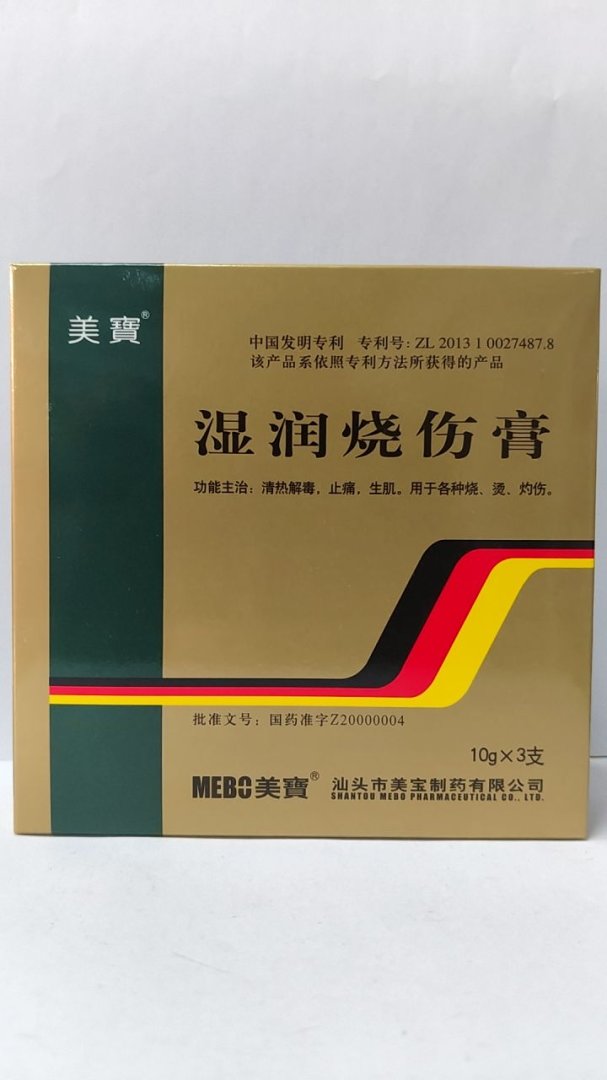 美寶®
中国发明专利 专利号：ZL 2013 1 0027487.8
该产品系依照专利方法所获得的产品
湿润烧伤膏
功能主治：清热解毒，止痛，生肌。用于各种烧、烫、灼伤。
批准文号：国药准字Z20000004
10g×3支
MEBO美寶® 汕头市美宝制药有限公司
SHANTOU MEBO PHARMACEUTICAL CO., LTD.